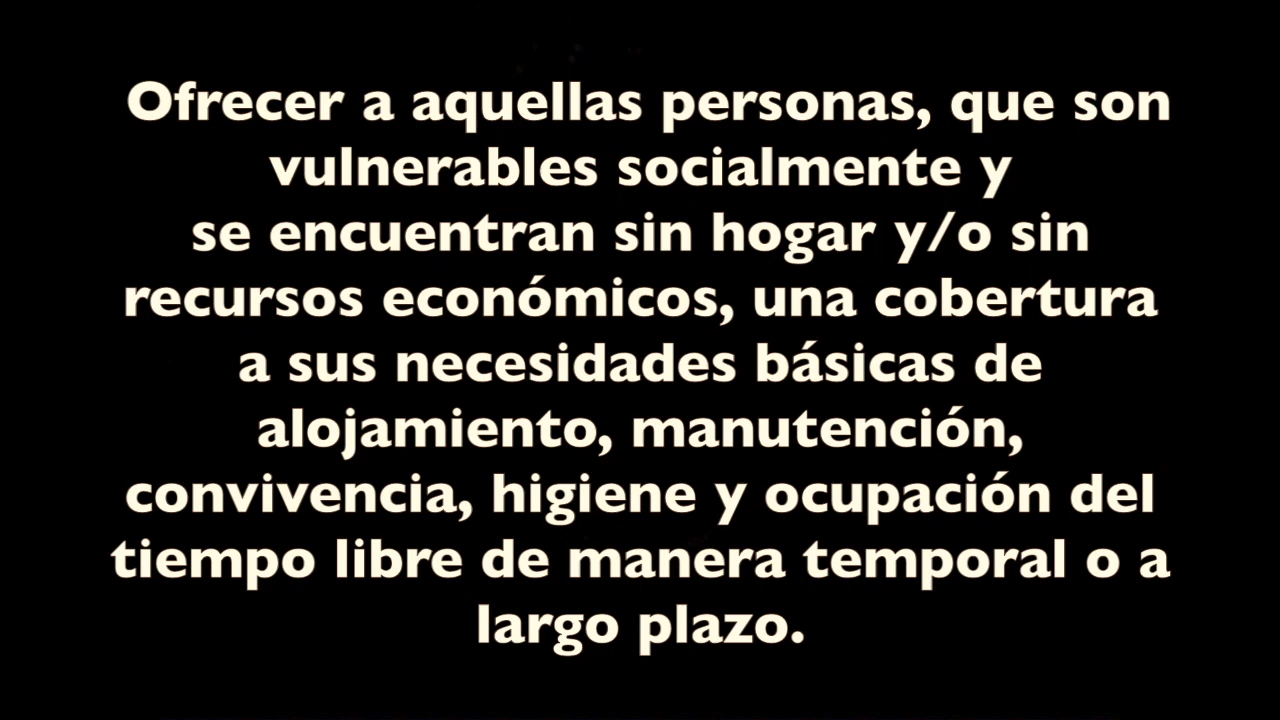 Ofrecer a aquellas personas, que son
vulnerables socialmente y
se encuentran sin hogar y/o sin
recursos económicos, una cobertura
a sus necesidades básicas de
alojamiento, manutención,
convivencia, higiene y ocupación del
tiempo libre de manera temporal o a
largo plazo.